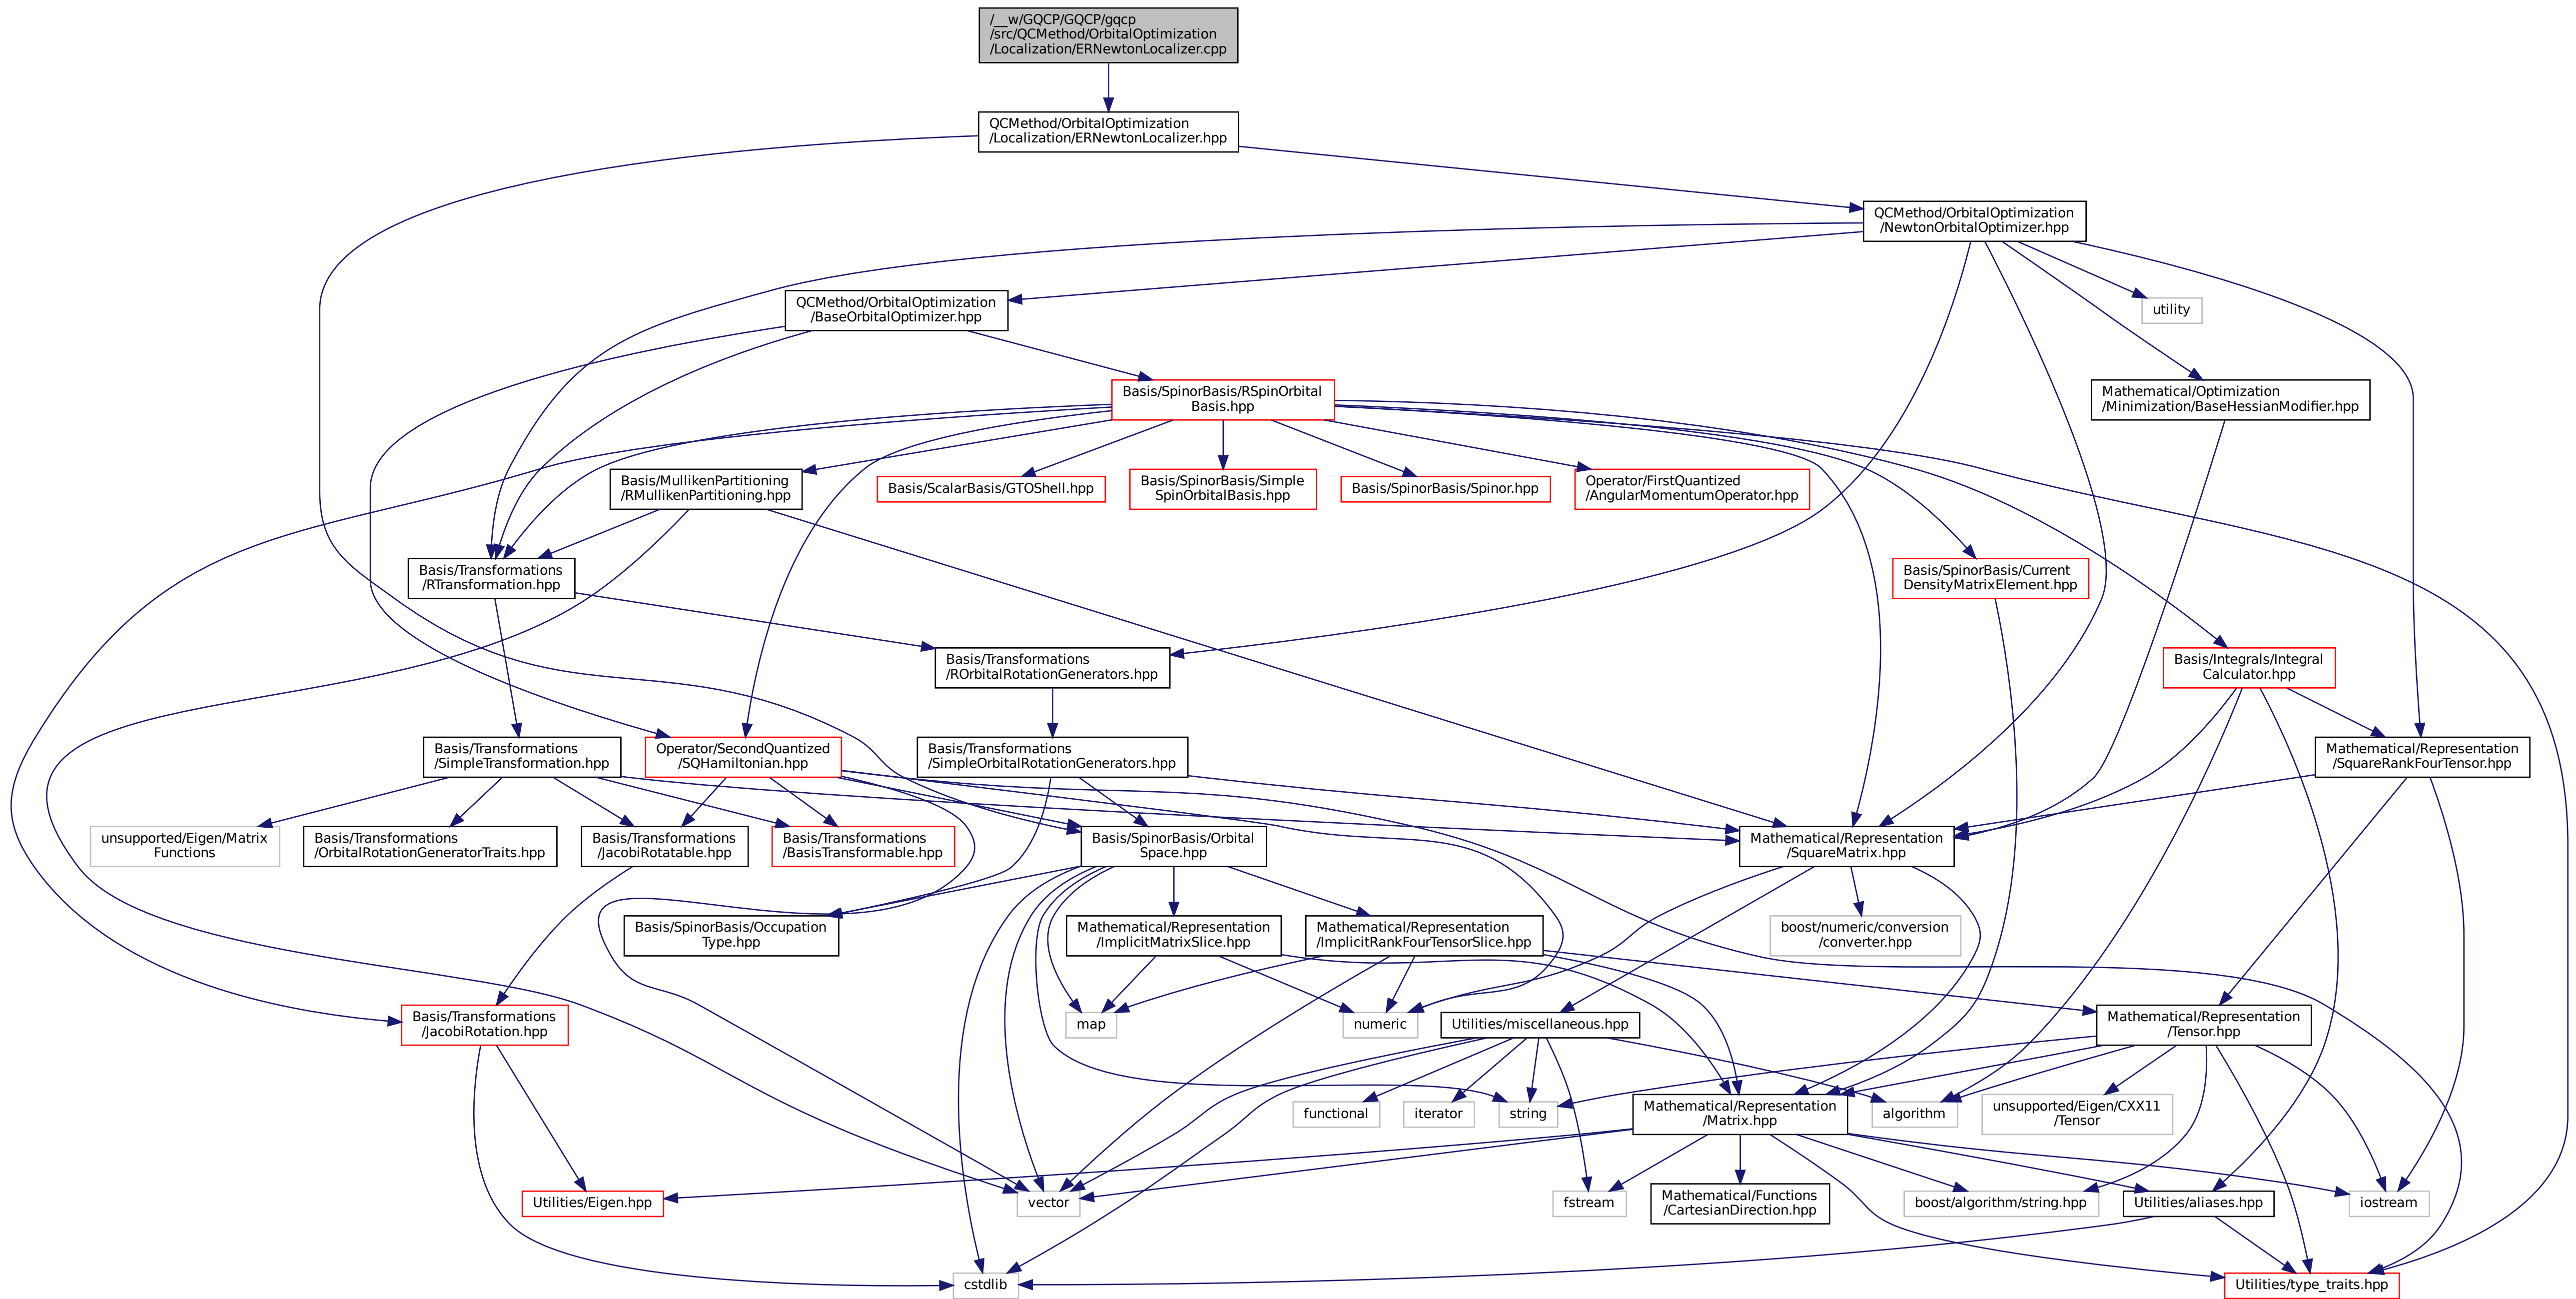 /__w/GQCP/GQCP/gqcp
/src/QCMethod/OrbitalOptimization
/Localization/ERNewtonLocalizer.cpp
QCMethod/OrbitalOptimization
/Localization/ERNewtonLocalizer.hpp
QCMethod/OrbitalOptimization
/NewtonOrbitalOptimizer.hpp
QCMethod/OrbitalOptimization
/BaseOrbitalOptimizer.hpp
utility
Basis/SpinorBasis/RSpinOrbital
Basis.hpp
Mathematical/Optimization
/Minimization/BaseHessianModifier.hpp
Basis/MullikenPartitioning
/RMullikenPartitioning.hpp
Basis/ScalarBasis/GTOShell.hpp
Basis/SpinorBasis/Simple
SpinOrbitalBasis.hpp
Basis/SpinorBasis/Spinor.hpp
Operator/FirstQuantized
/AngularMomentumOperator.hpp
Basis/Transformations
/RTransformation.hpp
Basis/SpinorBasis/Current
DensityMatrixElement.hpp
Basis/Transformations
/ROrbitalRotationGenerators.hpp
Basis/Integrals/Integral
Calculator.hpp
Basis/Transformations
/SimpleTransformation.hpp
Operator/SecondQuantized
/SQHamiltonian.hpp
Basis/Transformations
/SimpleOrbitalRotationGenerators.hpp
Mathematical/Representation
/SquareRankFourTensor.hpp
unsupported/Eigen/Matrix
Functions
Basis/Transformations
/OrbitalRotationGeneratorTraits.hpp
Basis/Transformations
/JacobiRotatable.hpp
Basis/Transformations
/BasisTransformable.hpp
Basis/SpinorBasis/Orbital
Space.hpp
Mathematical/Representation
/SquareMatrix.hpp
Basis/SpinorBasis/Occupation
Type.hpp
Mathematical/Representation
/ImplicitMatrixSlice.hpp
Mathematical/Representation
/ImplicitRankFourTensorSlice.hpp
boost/numeric/conversion
/converter.hpp
Basis/Transformations
/JacobiRotation.hpp
map
numeric
Utilities/miscellaneous.hpp
Mathematical/Representation
/Tensor.hpp
functional
iterator
string
Mathematical/Representation
/Matrix.hpp
algorithm
unsupported/Eigen/CXX11
/Tensor
Utilities/Eigen.hpp
vector
fstream
Mathematical/Functions
/CartesianDirection.hpp
boost/algorithm/string.hpp
Utilities/aliases.hpp
iostream
cstdlib
Utilities/type_traits.hpp